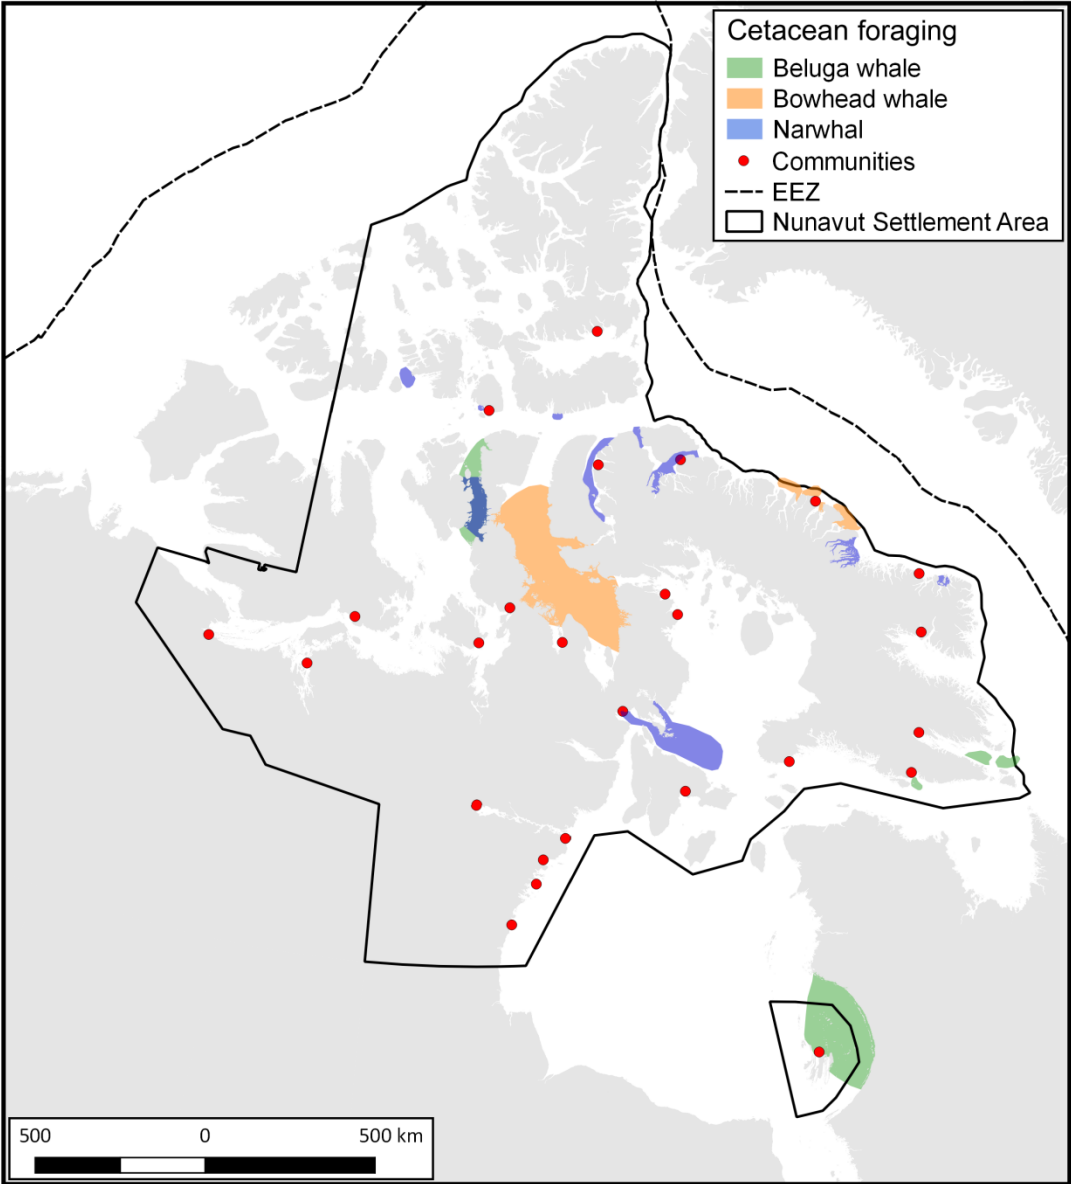 Cetacean foraging
Beluga whale
Bowhead whale
Narwhal
Communities
EEZ
Nunavut Settlement Area
500 0 500 km